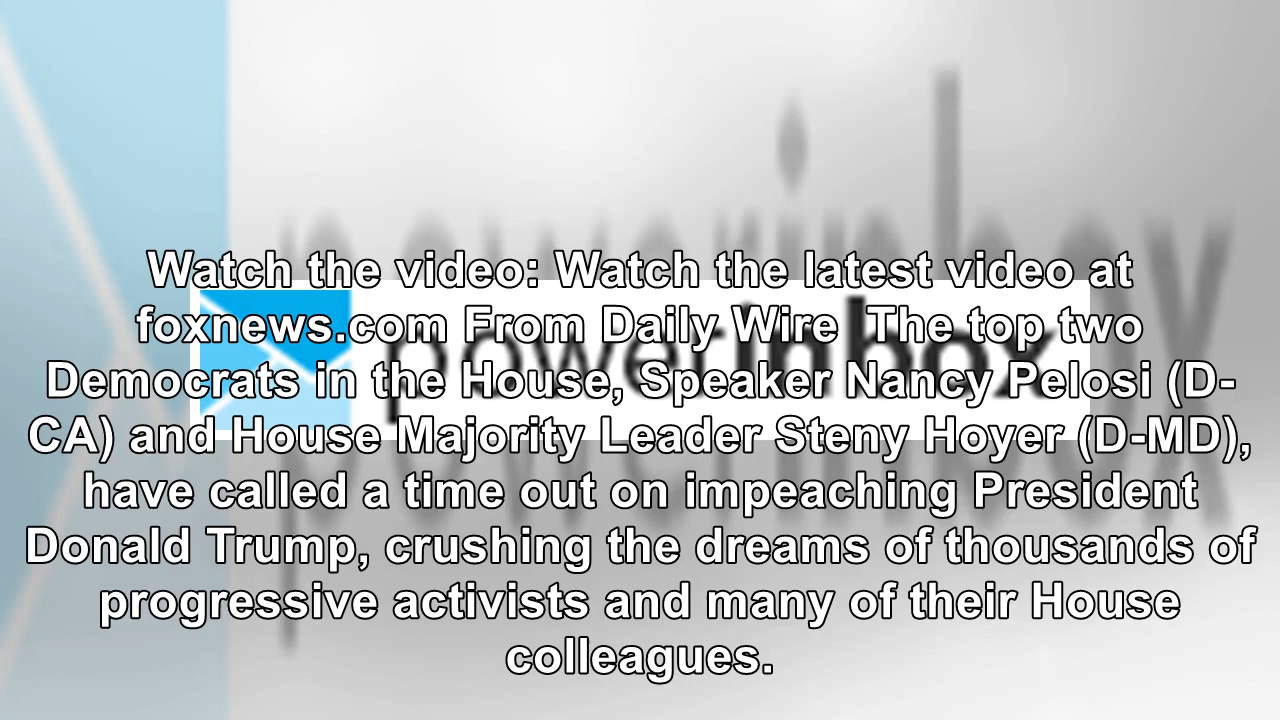 Watch the video: Watch the latest video at
foxnews.com From Daily Wire The top two
Democrats in the House, Speaker Nancy Pelosi (D-
CA) and House Majority Leader Steny Hoyer (D-MD),
have called a time out on impeaching President
Donald Trump, crushing the dreams of thousands of
progressive activists and many of their House
colleagues.
powerinbox
powerinbox